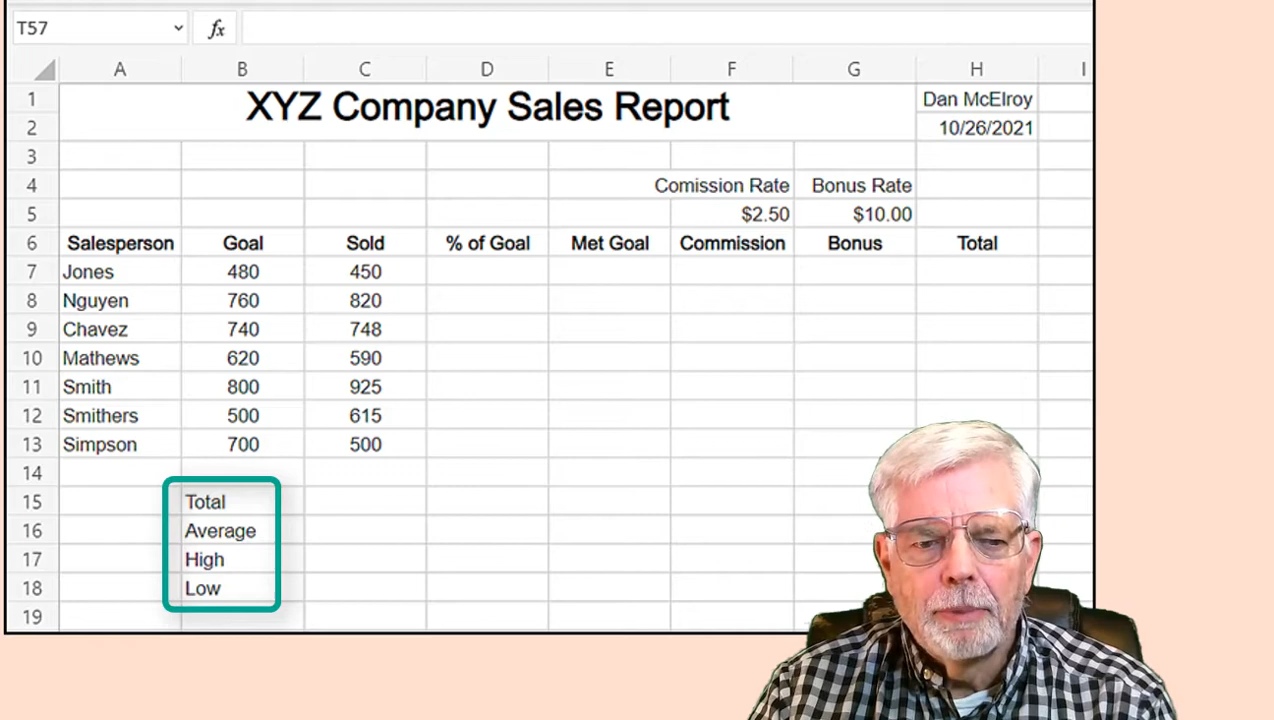 T57
fx
A B C D E F G H I
1 XYZ Company Sales Report Dan McElroy
2 10/26/2021
3
4 Comission Rate Bonus Rate
5 $2.50 $10.00
6 Salesperson Goal Sold % of Goal Met Goal Commission Bonus Total
7 Jones 480 450
8 Nguyen 760 820
9 Chavez 740 748
10 Mathews 620 590
11 Smith 800 925
12 Smithers 500 615
13 Simpson 700 500
14
15 Total
16 Average
17 High
18 Low
19